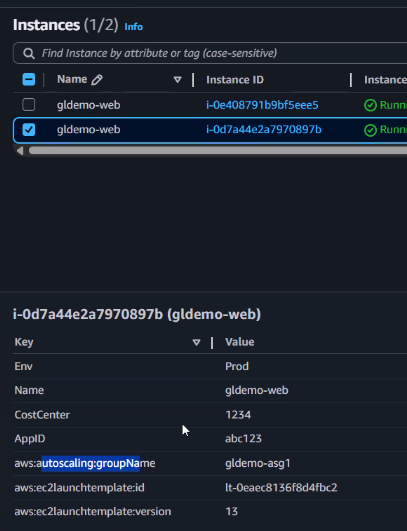 Instances (1/2) Info
Find Instance by attribute or tag (case-sensitive)
Name Instance ID Instance
gldemo-web i-0e408791b9bf5eee5 Runni
gldemo-web i-0d7a44e2a7970897b Runni
i-0d7a44e2a7970897b (gldemo-web)
Key Value
Env Prod
Name gldemo-web
CostCenter 1234
AppID abc123
aws:autoscaling:groupName gldemo-asg1
aws:ec2launchtemplate:id lt-0eaec8136f8d4fbc2
aws:ec2launchtemplate:version 13